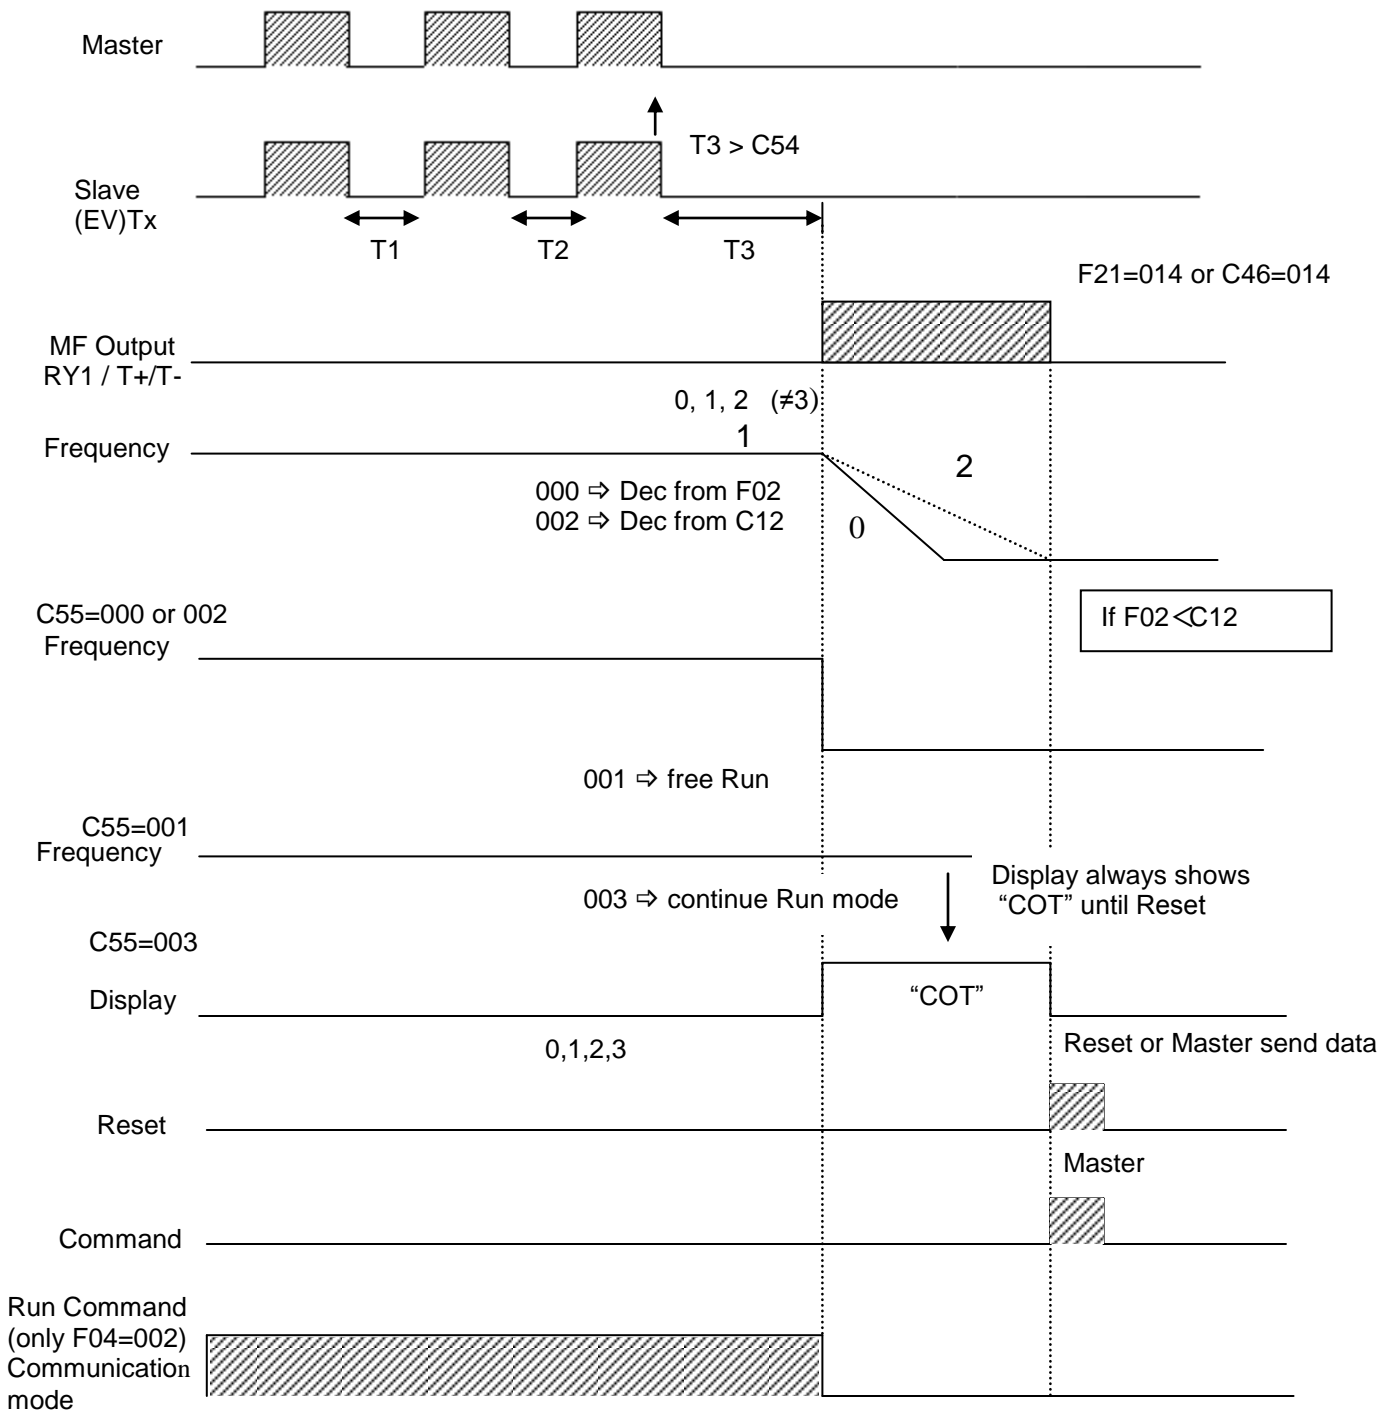 Master
T3 > C54
Slave
(EV)Tx
T1
T2
T3
F21=014 or C46=014
MF Output
RY1 / T+/T-
0, 1, 2 (≠3)
1
Frequency
2
000 ⇨ Dec from F02
002 ⇨ Dec from C12
0
C55=000 or 002
Frequency
If F02<C12
001 ⇨ free Run
C55=001
Frequency
003 ⇨ continue Run mode
Display always shows
“COT” until Reset
C55=003
Display
“COT”
0,1,2,3
Reset or Master send data
Reset
Master
Command
Run Command
(only F04=002)
Communication
mode